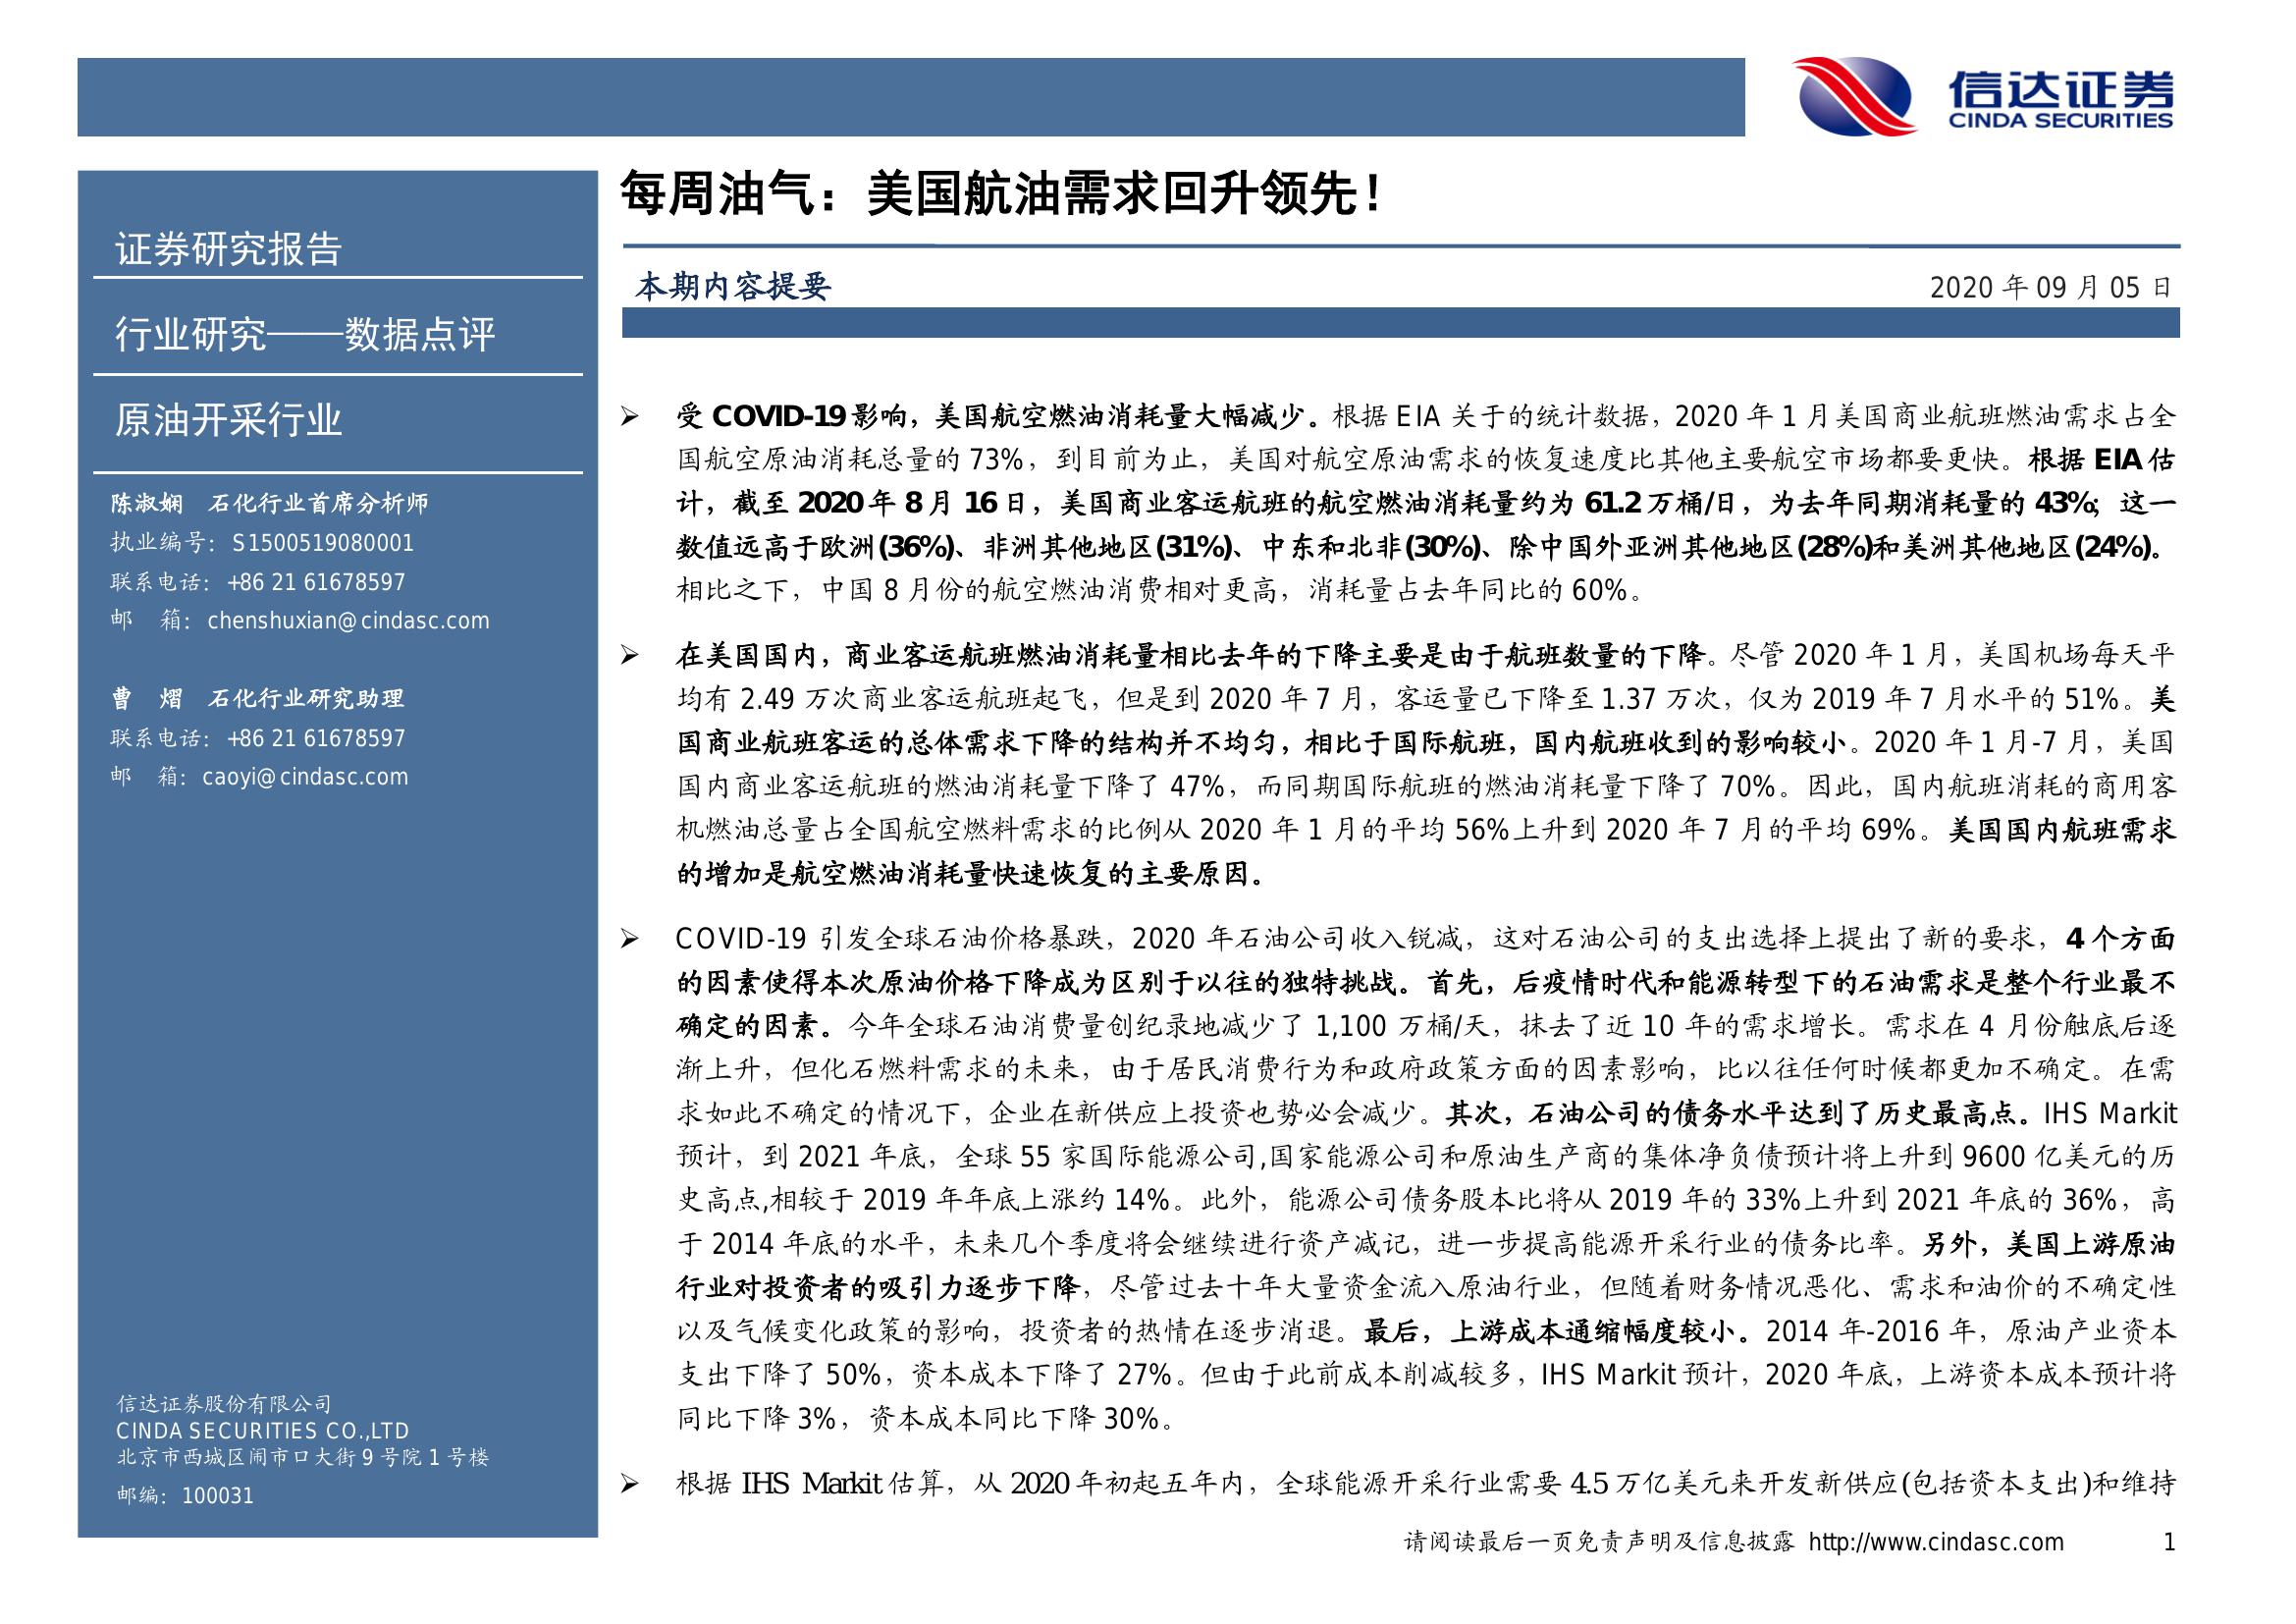 信达证券
CINDA SECURITIES
证券研究报告
行业研究——数据点评
原油开采行业
陈淑娴 石化行业首席分析师
执业编号：S1500519080001
联系电话：+86 21 61678597
邮 箱：chenshuxian@cindasc.com
曹 熠 石化行业研究助理
联系电话：+86 21 61678597
邮 箱：caoyi@cindasc.com
信达证券股份有限公司
CINDA SECURITIES CO.,LTD
北京市西城区闹市口大街9号院1号楼
邮编：100031
每周油气：美国航油需求回升领先！
本期内容提要
2020 年 09 月 05 日
➢ 受 COVID-19 影响，美国航空燃油消耗量大幅减少。根据 EIA 关于的统计数据，2020 年 1 月美国商业航班燃油需求占全
国航空原油消耗总量的 73%，到目前为止，美国对航空原油需求的恢复速度比其他主要航空市场都要更快。根据 EIA 估
计，截至 2020 年 8 月 16 日，美国商业客运航班的航空燃油消耗量约为 61.2 万桶/日，为去年同期消耗量的 43%；这一
数值远高于欧洲(36%)、非洲其他地区(31%)、中东和北非(30%)、除中国外亚洲其他地区(28%)和美洲其他地区(24%)。
相比之下，中国 8 月份的航空燃油消费相对更高，消耗量占去年同比的 60%。
➢ 在美国国内，商业客运航班燃油消耗量相比去年的下降主要是由于航班数量的下降。尽管 2020 年 1 月，美国机场每天平
均有 2.49 万次商业客运航班起飞，但是到 2020 年 7 月，客运量已下降至 1.37 万次，仅为 2019 年 7 月水平的 51%。美
国商业航班客运的总体需求下降的结构并不均匀，相比于国际航班，国内航班收到的影响较小。2020 年 1 月-7 月，美国
国内商业客运航班的燃油消耗量下降了 47%，而同期国际航班的燃油消耗量下降了 70%。因此，国内航班消耗的商用客
机燃油总量占全国航空燃料需求的比例从 2020 年 1 月的平均 56%上升到 2020 年 7 月的平均 69%。美国国内航班需求
的增加是航空燃油消耗量快速恢复的主要原因。
➢ COVID-19 引发全球石油价格暴跌，2020 年石油公司收入锐减，这对石油公司的支出选择上提出了新的要求，4 个方面
的因素使得本次原油价格下降成为区别于以往的独特挑战。首先，后疫情时代和能源转型下的石油需求是整个行业最不
确定的因素。今年全球石油消费量创纪录地减少了 1,100 万桶/天，抹去了近 10 年的需求增长。需求在 4 月份触底后逐
渐上升，但化石燃料需求的未来，由于居民消费行为和政府政策方面的因素影响，比以往任何时候都更加不确定。在需
求如此不确定的情况下，企业在新供应上投资也势必会减少。其次，石油公司的债务水平达到了历史最高点。IHS Markit
预计，到 2021 年底，全球 55 家国际能源公司,国家能源公司和原油生产商的集体净负债预计将上升到 9600 亿美元的历
史高点,相较于 2019 年年底上涨约 14%。此外，能源公司债务股本比将从 2019 年的 33%上升到 2021 年底的 36%，高
于 2014 年底的水平，未来几个季度将会继续进行资产减记，进一步提高能源开采行业的债务比率。另外，美国上游原油
行业对投资者的吸引力逐步下降，尽管过去十年大量资金流入原油行业，但随着财务情况恶化、需求和油价的不确定性
以及气候变化政策的影响，投资者的热情在逐步消退。最后，上游成本通缩幅度较小。2014 年-2016 年，原油产业资本
支出下降了 50%，资本成本下降了 27%。但由于此前成本削减较多，IHS Markit 预计，2020 年底，上游资本成本预计将
同比下降 3%，资本成本同比下降 30%。
➢ 根据 IHS Markit 估算，从 2020 年初起五年内，全球能源开采行业需要 4.5 万亿美元来开发新供应(包括资本支出)和维持
请阅读最后一页免责声明及信息披露 http://www.cindasc.com 1